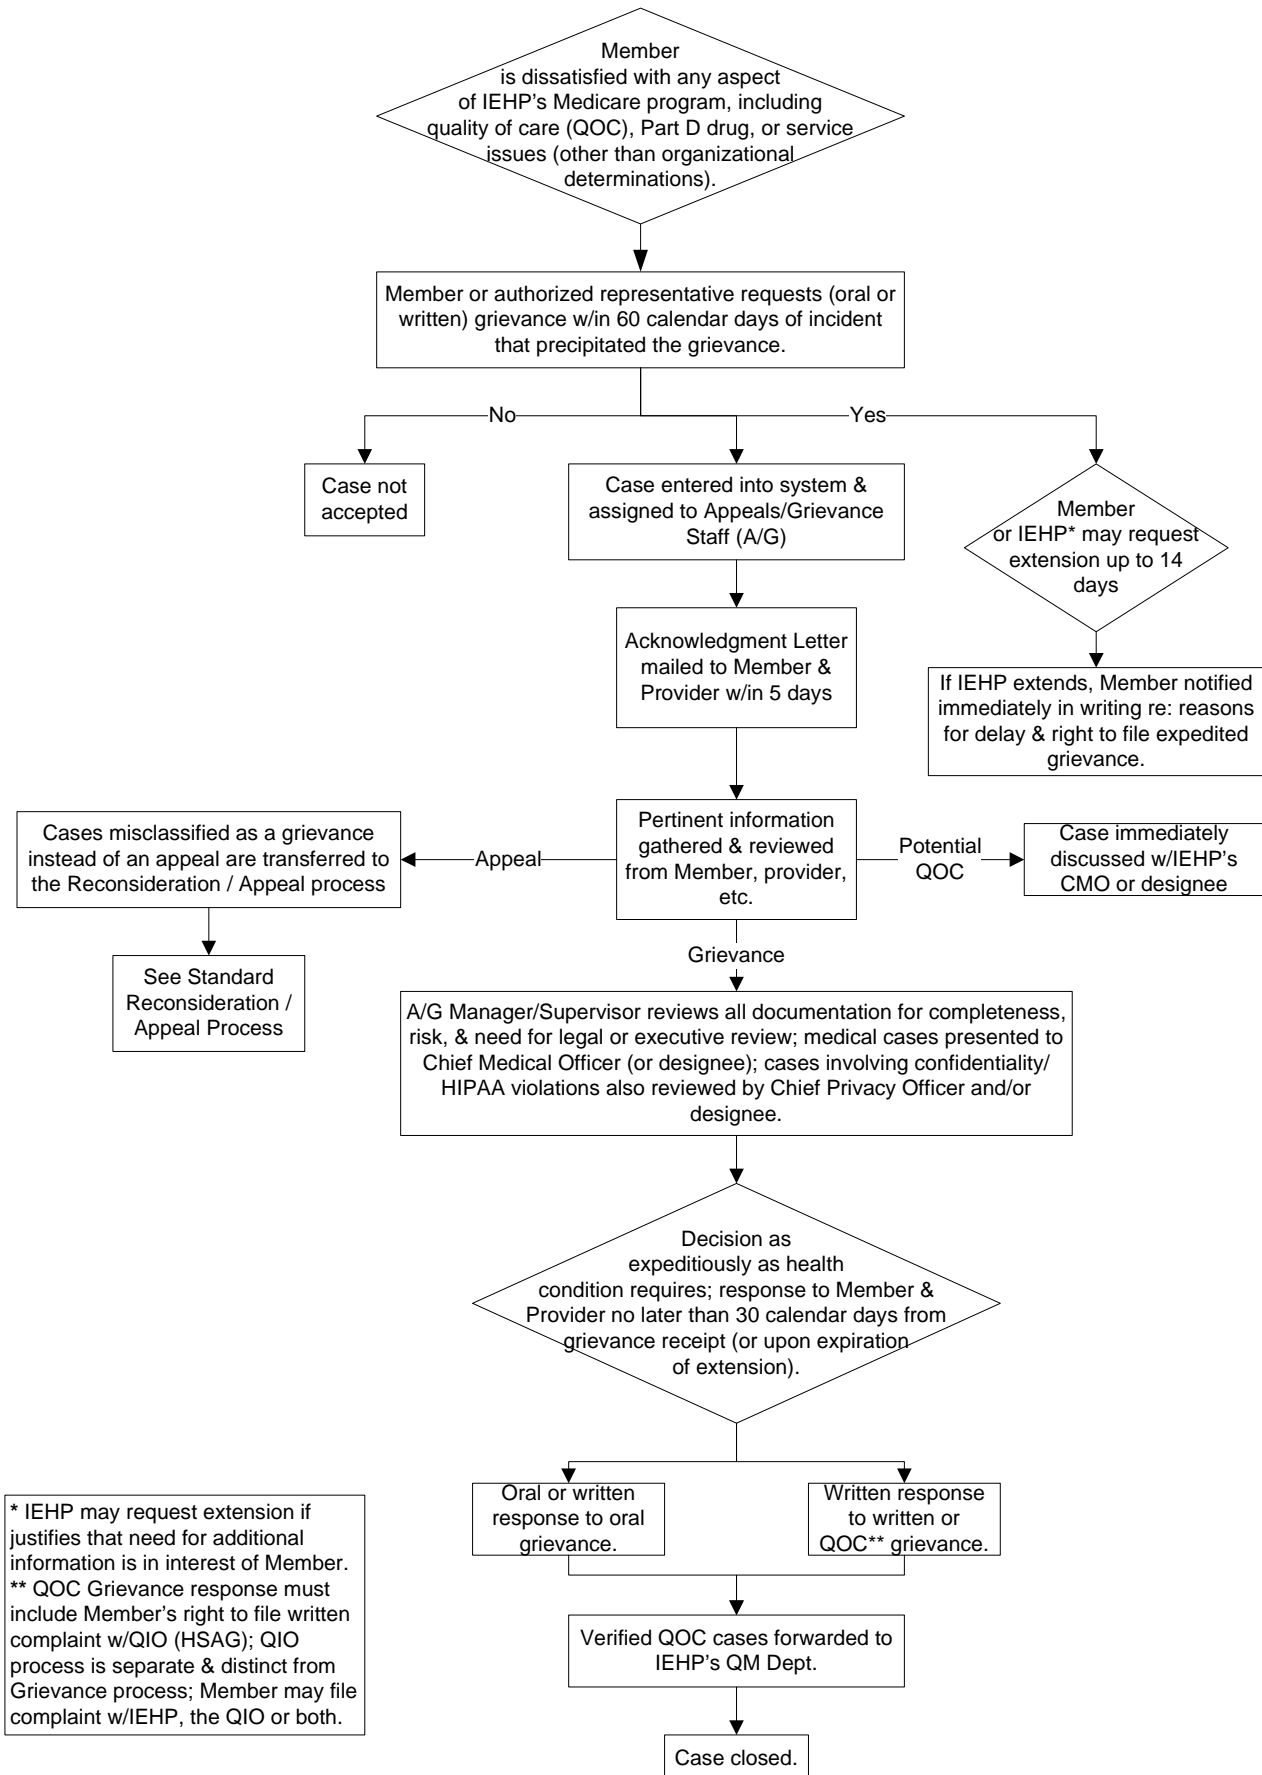 Member
is dissatisfied with any aspect
of IEHP's Medicare program, including
quality of care (QOC), Part D drug, or service
issues (other than organizational
determinations).
Member or authorized representative requests (oral or
written) grievance w/in 60 calendar days of incident
that precipitated the grievance.
No
Yes
Case not
accepted
Case entered into system &
assigned to Appeals/Grievance
Staff (A/G)
Member
or IEHP* may request
extension up to 14
days
Acknowledgment Letter
mailed to Member &
Provider w/in 5 days
If IEHP extends, Member notified
immediately in writing re: reasons
for delay & right to file expedited
grievance.
Cases misclassified as a grievance
instead of an appeal are transferred to
the Reconsideration / Appeal process
Appeal
Pertinent information
gathered & reviewed
from Member, provider,
etc.
Potential
QOC
Case immediately
discussed w/IEHP's
CMO or designee
See Standard
Reconsideration /
Appeal Process
Grievance
A/G Manager/Supervisor reviews all documentation for completeness,
risk, & need for legal or executive review; medical cases presented to
Chief Medical Officer (or designee); cases involving confidentiality/
HIPAA violations also reviewed by Chief Privacy Officer and/or
designee.
Decision as
expeditiously as health
condition requires; response to Member &
Provider no later than 30 calendar days from
grievance receipt (or upon expiration
of extension).
Oral or written
response to oral
grievance.
Written response
to written or
QOC** grievance.
* IEHP may request extension if
justifies that need for additional
information is in interest of Member.
** QOC Grievance response must
include Member's right to file written
complaint w/QIO (HSAG); QIO
process is separate & distinct from
Grievance process; Member may file
complaint w/IEHP, the QIO or both.
Verified QOC cases forwarded to
IEHP's QM Dept.
Case closed.